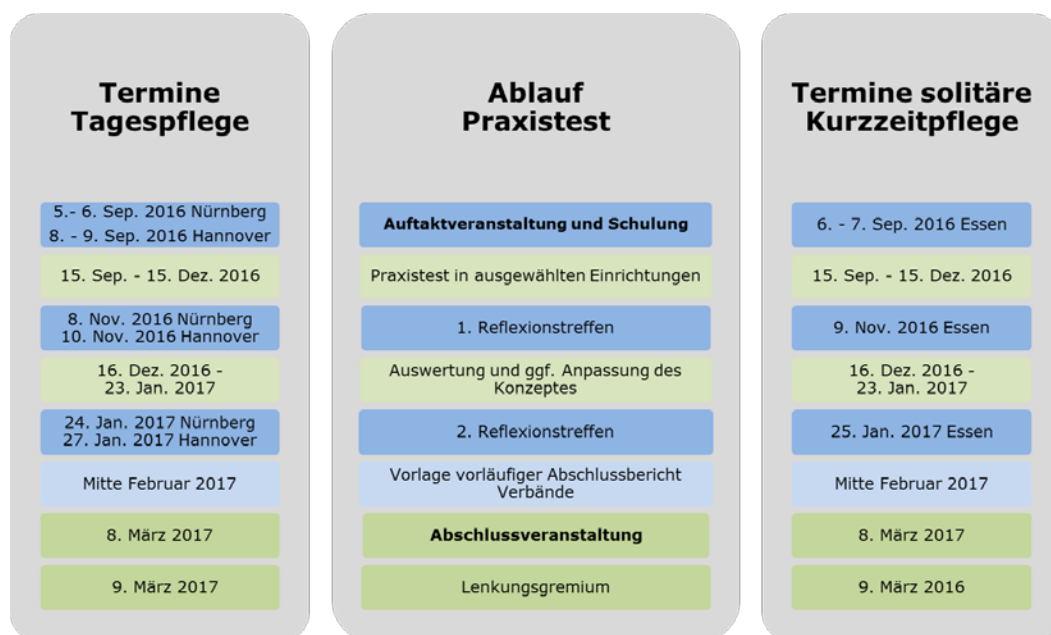 Termine
Tagespflege
5.- 6. Sep. 2016 Nürnberg
8. - 9. Sep. 2016 Hannover
15. Sep. - 15. Dez. 2016
8. Nov. 2016 Nürnberg
10. Nov. 2016 Hannover
16. Dez. 2016 -
23. Jan. 2017
24. Jan. 2017 Nürnberg
27. Jan. 2017 Hannover
Mitte Februar 2017
8. März 2017
9. März 2017
Ablauf
Praxistest
Auftaktveranstaltung und Schulung
Praxistest in ausgewählten Einrichtungen
1. Reflexionstreffen
Auswertung und ggf. Anpassung des
Konzeptes
2. Reflexionstreffen
Vorlage vorläufiger Abschlussbericht
Verbände
Abschlussveranstaltung
Lenkungsgremium
Termine solitäre
Kurzzeitpflege
6. - 7. Sep. 2016 Essen
15. Sep. - 15. Dez. 2016
9. Nov. 2016 Essen
16. Dez. 2016 -
23. Jan. 2017
25. Jan. 2017 Essen
Mitte Februar 2017
8. März 2017
9. März 2016